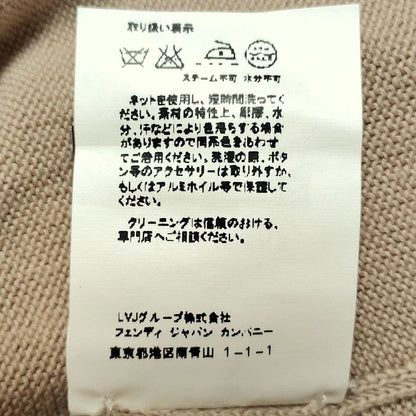 取り扱い表示
スチーム不可 水分不可
ネット使用し、短時間洗ってく
ださい。素材の特性上、摩擦、水
分、汗などにより色落ちする場合
がありますので同系色をあわせ
てご着用ください。洗濯の際、ボタ
ン等のアクセサリーは取り外すか、
もしくはアルミホイル等で保護して
ください。
クリーニングは信頼のおける、
専門店へご相談ください。
LVJグループ株式会社
フェンディ ジャパン カンパニー
東京都港区南青山 1-1-1